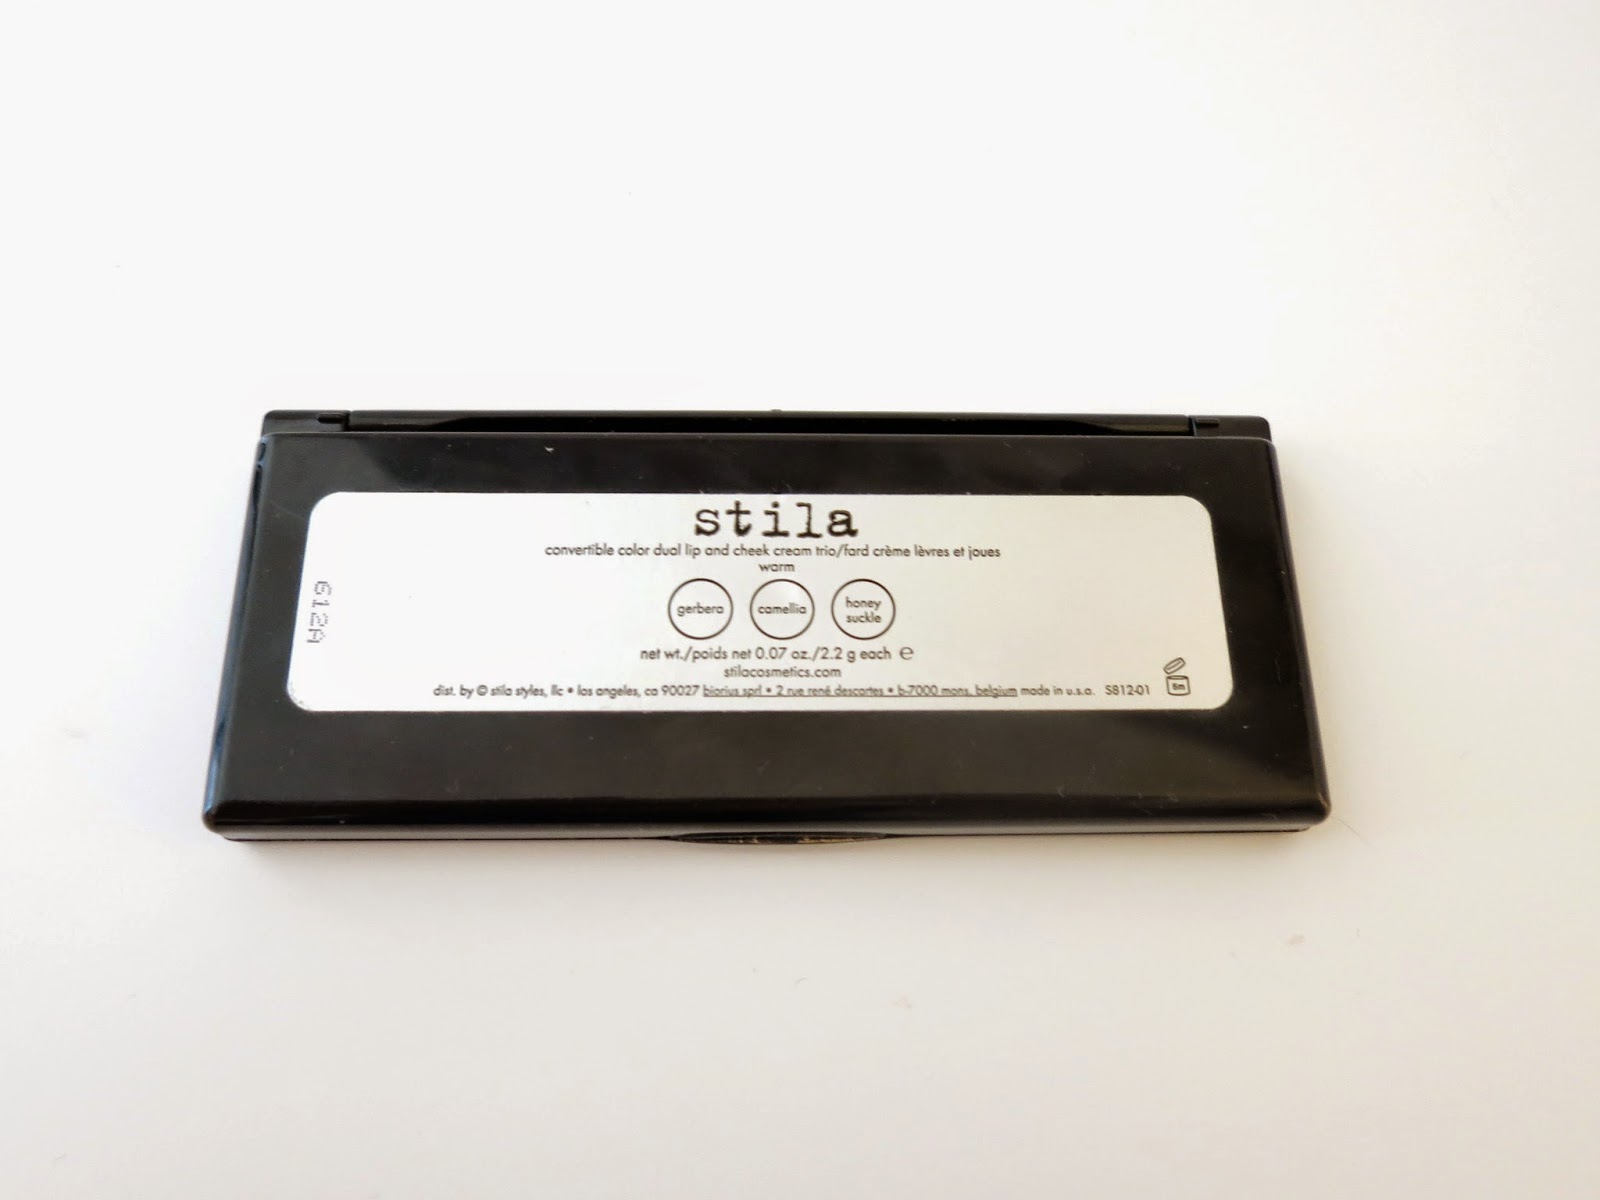 stila
convertible color dual lip and cheek cream trio/fard crème lèvres et joues
warm
gerbera
camellia
honey
suckle
net wt./poids net 0.07 oz./2.2 g each ℮
stilacosmetics.com
dist. by © stila styles, llc • los angeles, ca 90027 biorius sprl • 2 rue rené descartes • b-7000 mons, belgium made in u.s.a. S812-01
6m